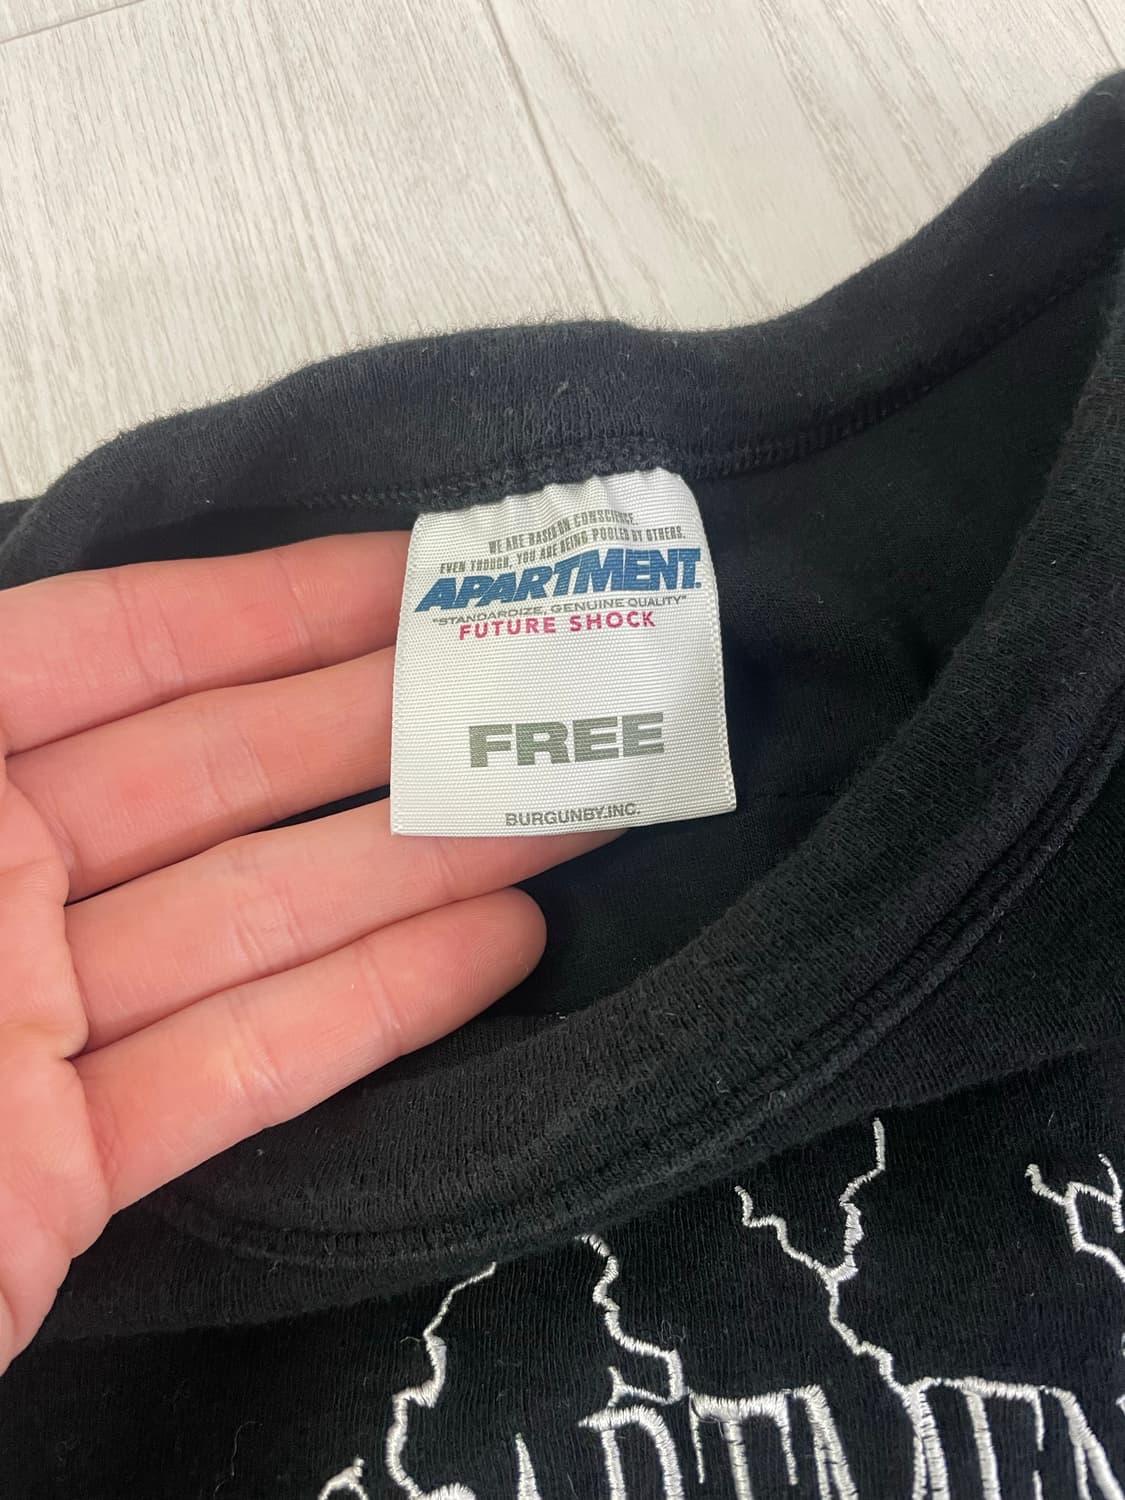 WE ARE BASED ON CONSCIENCE.
EVEN THOUGH, YOU ARE BEING POOLED BY OTHERS.
APARTMENT.
"STANDARDIZE, GENUINE QUALITY"
FUTURE SHOCK
FREE
BURGUNBY.INC.